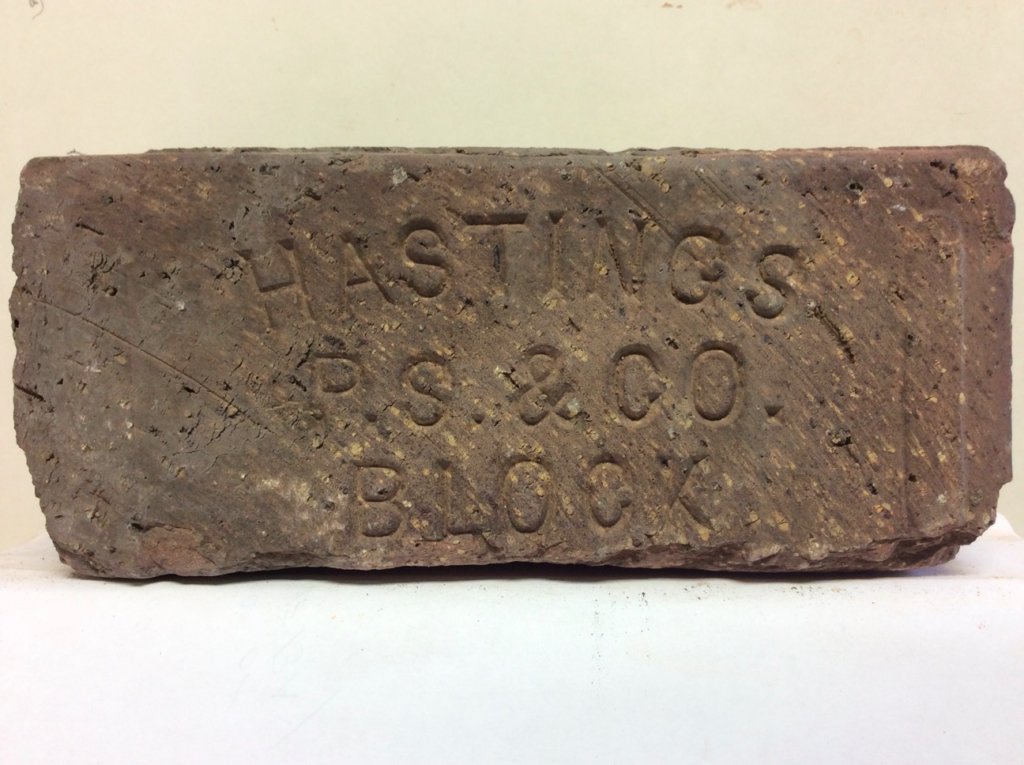 HASTINGS
P.S. & CO.
BLOCK